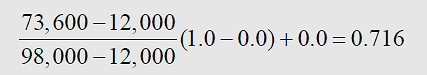 73,600 – 12,000
98,000 – 12,000
(1.0 – 0.0) + 0.0 = 0.716